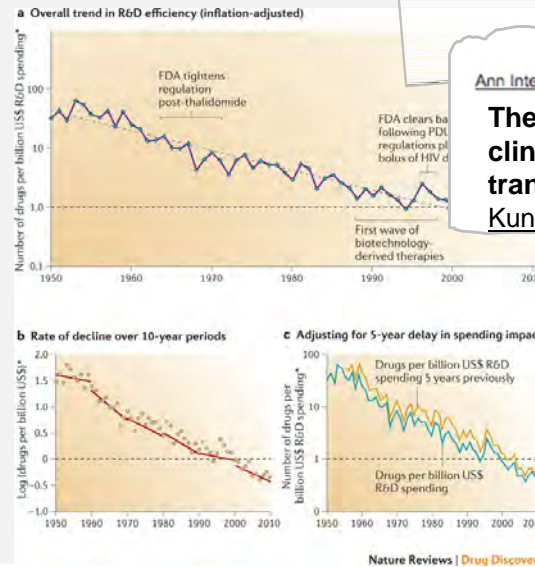 a Overall trend in R&D efficiency (inflation-adjusted)
Number of drugs per billion US$ R&D spending*
100
10
1.0
0.1
FDA tightens
regulation
post-thalidomide
FDA clears ba
following PDU
regulations pl
bolus of HIV d
First wave of
biotechnology-
derived therapies
1950 1960 1970 1980 1990 2000 201
Ann Inte
The
clin
tran
Kun
b Rate of decline over 10-year periods
Log (drugs per billion US$)*
2.0
1.5
1.0
0.5
0
−0.5
−1.0
1950 1960 1970 1980 1990 2000 2010
c Adjusting for 5-year delay in spending impac
Number of drugs per
billion US$ R&D spending*
100
10
1
0
Drugs per billion US$ R&D
spending 5 years previously
Drugs per billion US$
R&D spending
1950 1960 1970 1980 1990 2000 201
Nature Reviews | Drug Discover